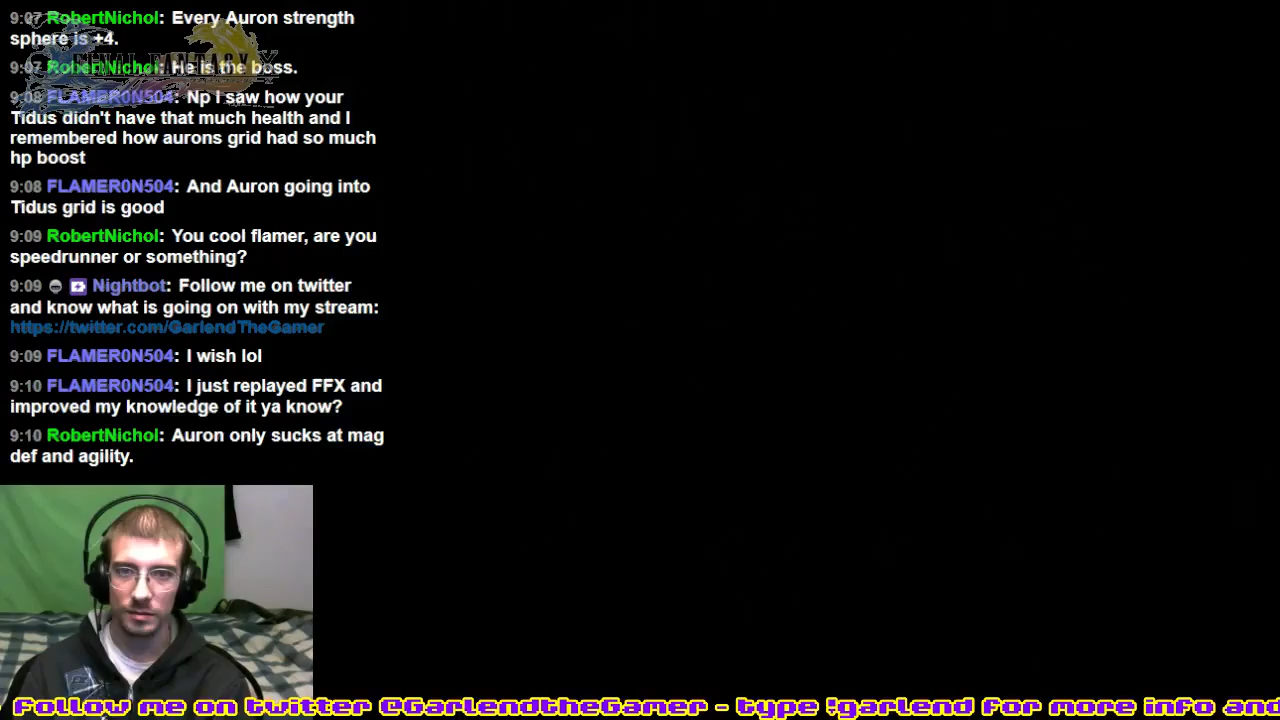 9:07 RobertNichol: Every Auron strength
sphere is +4.
FINAL FANTASY X
9:07 RobertNichol: He is the boss.
9:08 FLAMER0N504: Np I saw how your
Tidus didn't have that much health and I
remembered how aurons grid had so much
hp boost
9:08 FLAMER0N504: And Auron going into
Tidus grid is good
9:09 RobertNichol: You cool flamer, are you
speedrunner or something?
9:09 Nightbot: Follow me on twitter
and know what is going on with my stream:
https://twitter.com/GarlendTheGamer
9:09 FLAMER0N504: I wish lol
9:10 FLAMER0N504: I just replayed FFX and
improved my knowledge of it ya know?
9:10 RobertNichol: Auron only sucks at mag
def and agility.
Follow me on twitter @GarlendtheGamer - type !garlend for more info and